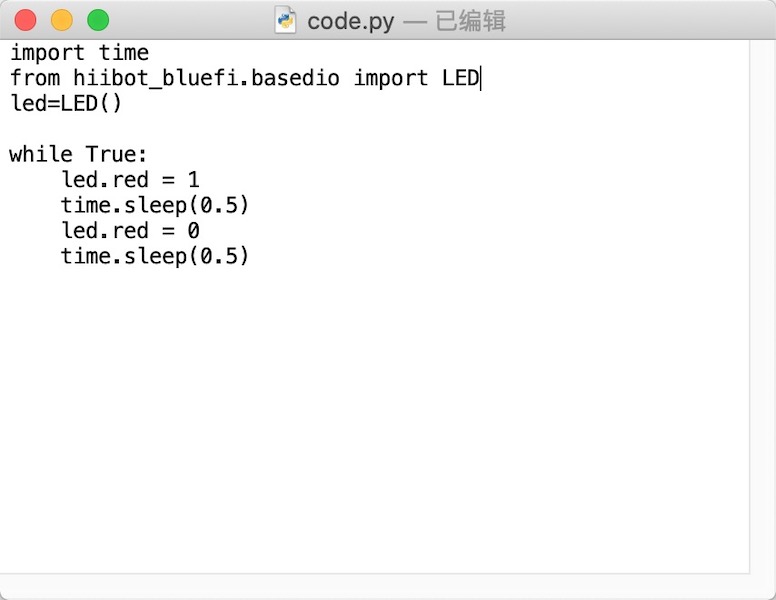 code.py — 已编辑
import time
from hiibot_bluefi.basedio import LED
led=LED()
while True:
    led.red = 1
    time.sleep(0.5)
    led.red = 0
    time.sleep(0.5)